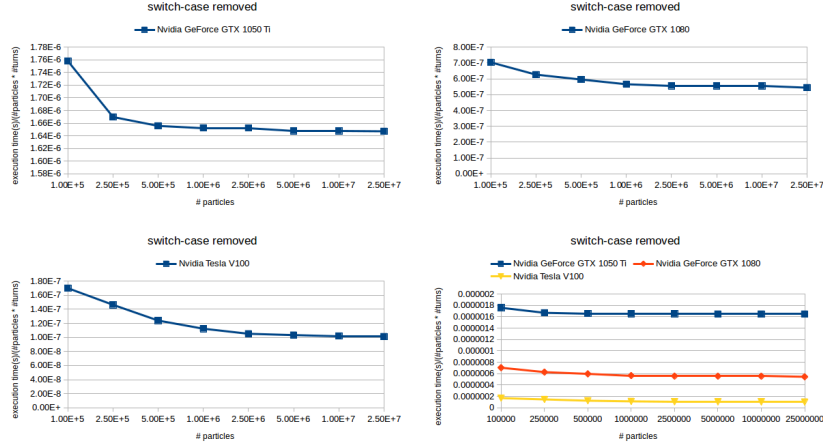 switch-case removed
Nvidia GeForce GTX 1050 Ti
execution time(s)/(#particles * #turns)
1.78E-6
1.76E-6
1.74E-6
1.72E-6
1.70E-6
1.68E-6
1.66E-6
1.64E-6
1.62E-6
1.60E-6
1.58E-6
1.00E+5 2.50E+5 5.00E+5 1.00E+6 2.50E+6 5.00E+6 1.00E+7 2.50E+7
# particles
switch-case removed
Nvidia GeForce GTX 1080
execution time(s)/(#particles * #turns)
8.00E-7
7.00E-7
6.00E-7
5.00E-7
4.00E-7
3.00E-7
2.00E-7
1.00E-7
0.00E+
1.00E+5 2.50E+5 5.00E+5 1.00E+6 2.50E+6 5.00E+6 1.00E+7 2.50E+7
# particles
switch-case removed
Nvidia Tesla V100
execution time(s)/(#particles * #turns)
1.80E-7
1.60E-7
1.40E-7
1.20E-7
1.00E-7
8.00E-8
6.00E-8
4.00E-8
2.00E-8
0.00E+
1.00E+5 2.50E+5 5.00E+5 1.00E+6 2.50E+6 5.00E+6 1.00E+7 2.50E+7
# particles
switch-case removed
Nvidia GeForce GTX 1050 Ti Nvidia GeForce GTX 1080
Nvidia Tesla V100
execution time(s)/(#particles * #turns)
0.000002
0.0000018
0.0000016
0.0000014
0.0000012
0.0000001
0.0000008
0.0000006
0.0000004
0.0000002
0
100000 250000 500000 1000000 2500000 5000000 10000000 25000000
# particles